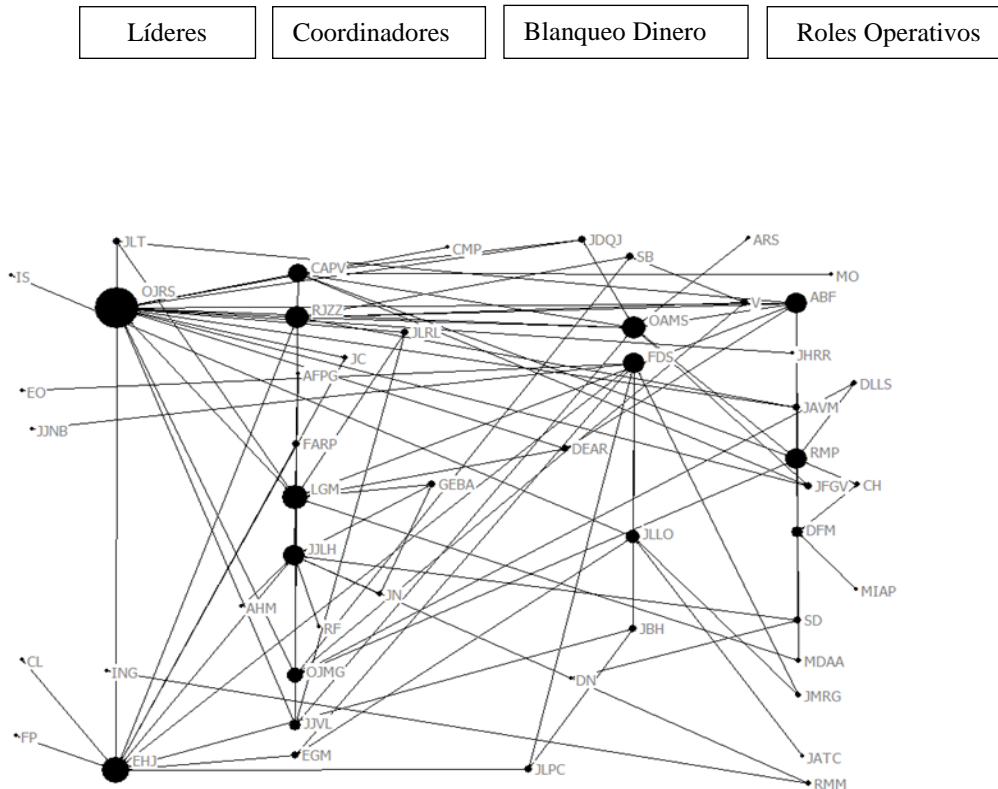 Líderes
Coordinadores
Blanqueo Dinero
Roles Operativos
JLT
CMP
JDQJ
ARS
SB
IS
CAPV
MO
OJRS
V
ABF
RJZZ
OAMS
JLRL
JHRR
JC
FDS
AFPG
DLLS
EO
JAVM
JJNB
FARP
DEAR
RMP
GEBA
JFGV
CH
LGM
DFM
JLLO
JJLH
JN
MIAP
AHM
RF
JBH
SD
CL
ING
OJMG
DN
MDAA
JMRG
JJVL
FP
EGM
JATC
EHJ
JLPC
RMM